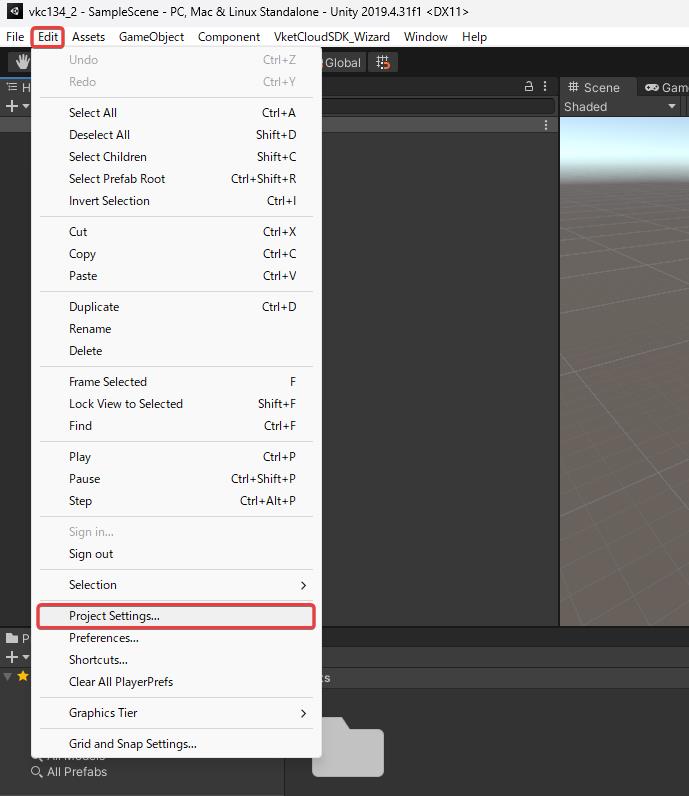 vkc134_2 - SampleScene - PC, Mac & Linux Standalone - Unity 2019.4.31f1 <DX11>
File Edit Assets GameObject Component VketCloudSDK_Wizard Window Help
Global
Scene Gam
Shaded
Undo Ctrl+Z
Redo Ctrl+Y
Select All Ctrl+A
Deselect All Shift+D
Select Children Shift+C
Select Prefab Root Ctrl+Shift+R
Invert Selection Ctrl+I
Cut Ctrl+X
Copy Ctrl+C
Paste Ctrl+V
Duplicate Ctrl+D
Rename
Delete
Frame Selected F
Lock View to Selected Shift+F
Find Ctrl+F
Play Ctrl+P
Pause Ctrl+Shift+P
Step Ctrl+Alt+P
Sign in...
Sign out
Selection
Project Settings...
Preferences...
Shortcuts...
Clear All PlayerPrefs
Graphics Tier
Grid and Snap Settings...
All Models
All Prefabs